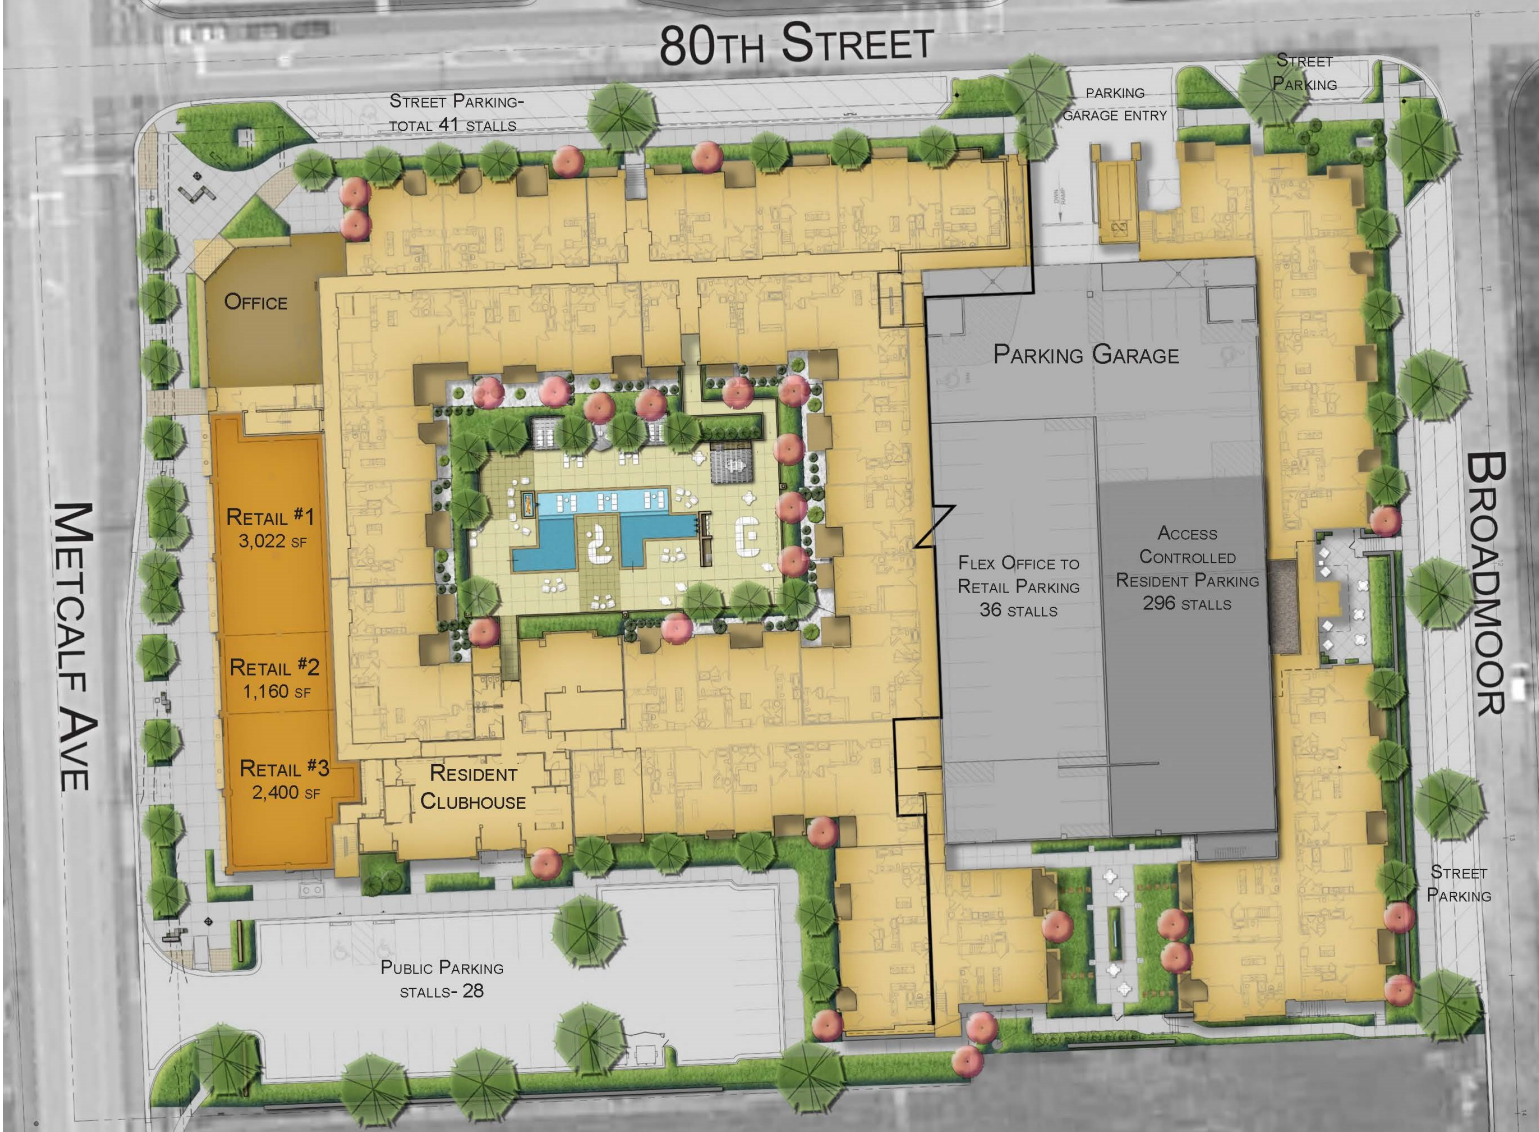 80TH STREET
STREET PARKING-
TOTAL 41 STALLS
PARKING
GARAGE ENTRY
STREET
PARKING
OFFICE
PARKING GARAGE
METCALF AVE
RETAIL #1
3,022 SF
RETAIL #2
1,160 SF
RETAIL #3
2,400 SF
RESIDENT
CLUBHOUSE
FLEX OFFICE TO
RETAIL PARKING
36 STALLS
ACCESS
CONTROLLED
RESIDENT PARKING
296 STALLS
BROADMOOR
STREET
PARKING
PUBLIC PARKING
STALLS- 28